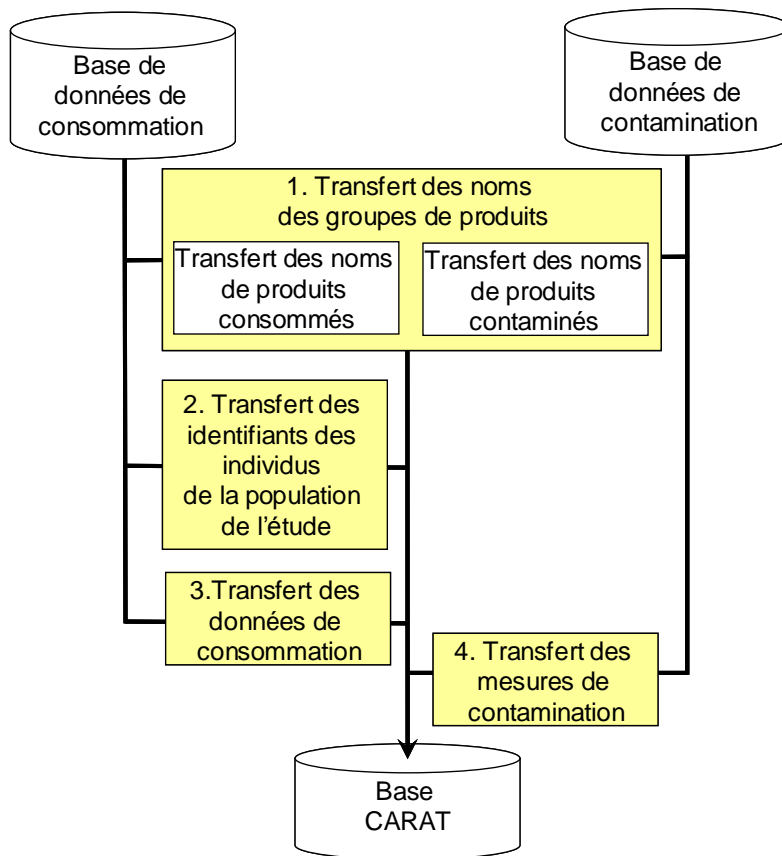 Base de
données de
consommation
Base de
données de
contamination
1. Transfert des noms
des groupes de produits
Transfert des noms
de produits
consommés
Transfert des noms
de produits
contaminés
2. Transfert des
identifiants des
individus
de la population
de l’étude
3.Transfert des
données de
consommation
4. Transfert des
mesures de
contamination
Base
CARAT